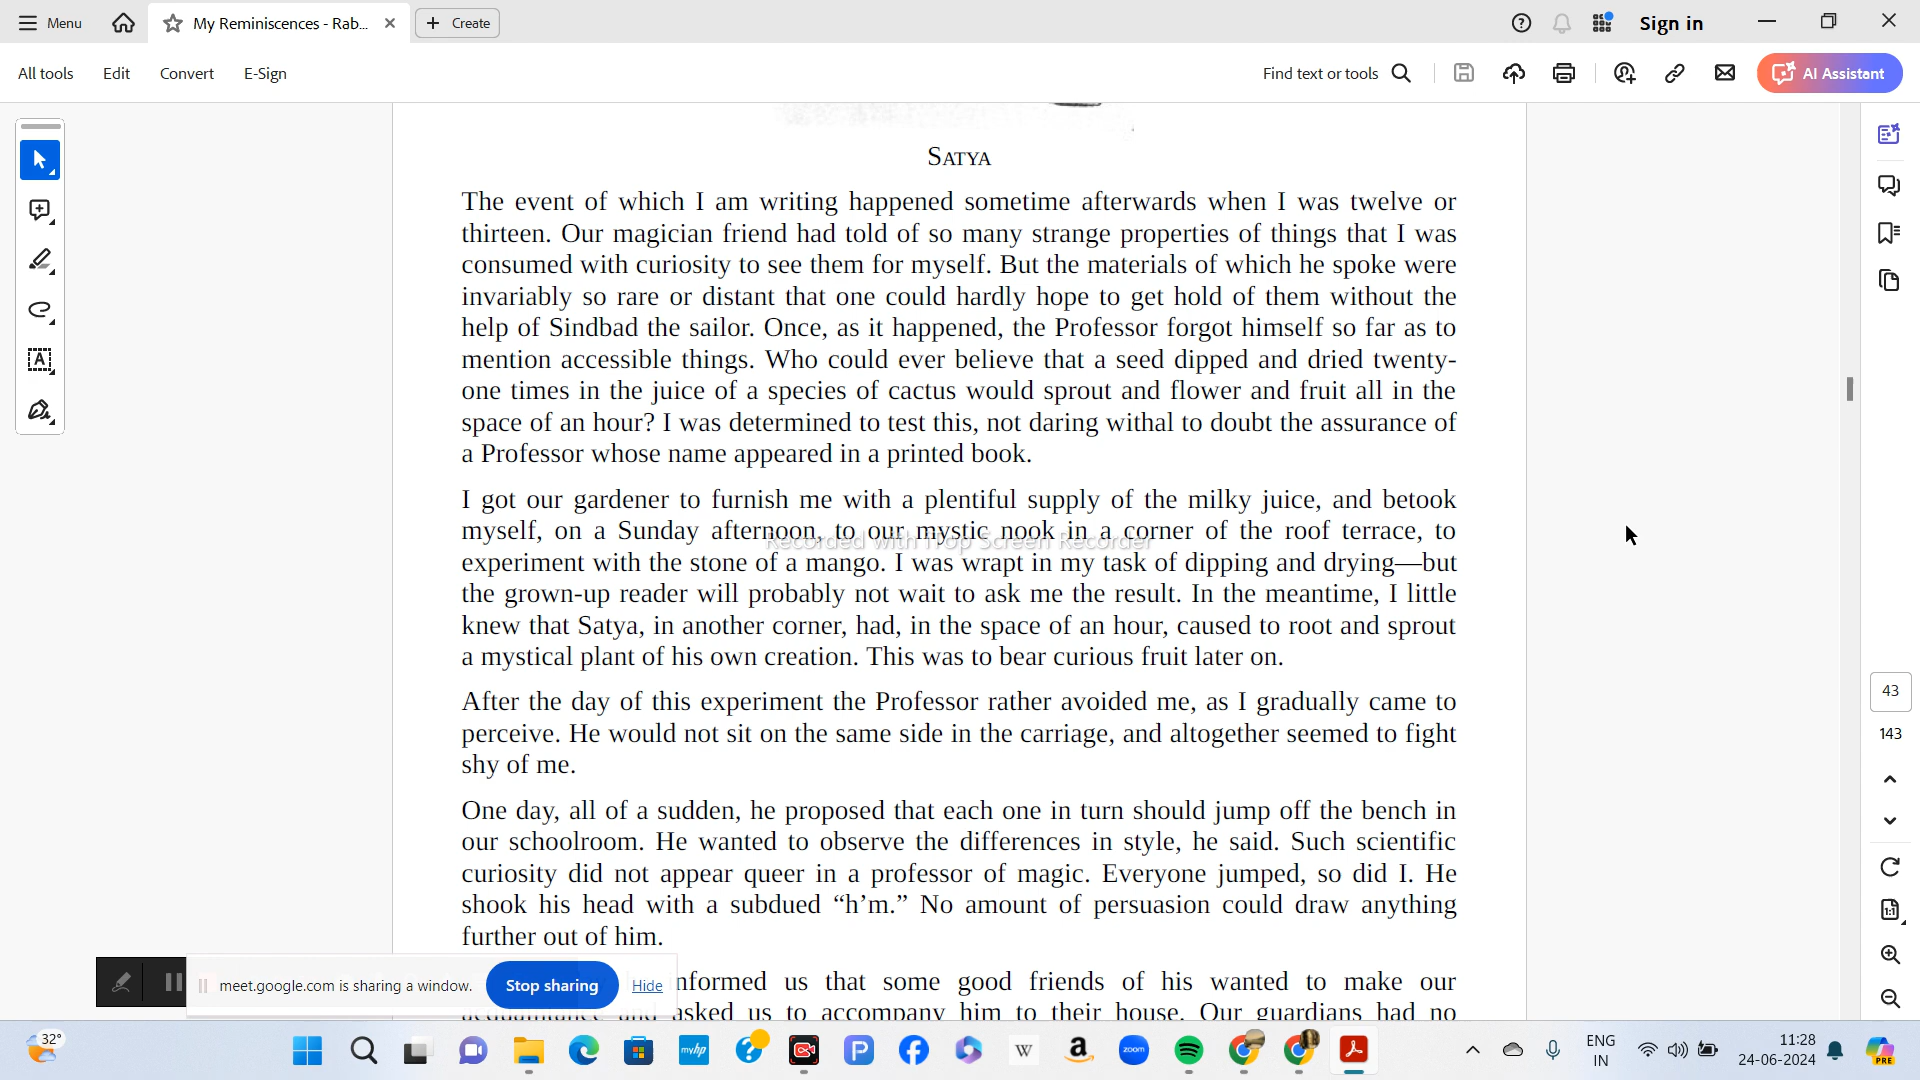 Menu
My Reminiscences - Rab...
Create
Sign in
All tools
Edit
Convert
E-Sign
Find text or tools
AI Assistant
SATYA
The event of which I am writing happened sometime afterwards when I was twelve or
thirteen. Our magician friend had told of so many strange properties of things that I was
consumed with curiosity to see them for myself. But the materials of which he spoke were
invariably so rare or distant that one could hardly hope to get hold of them without the
help of Sindbad the sailor. Once, as it happened, the Professor forgot himself so far as to
mention accessible things. Who could ever believe that a seed dipped and dried twenty-
one times in the juice of a species of cactus would sprout and flower and fruit all in the
space of an hour? I was determined to test this, not daring withal to doubt the assurance of
a Professor whose name appeared in a printed book.
I got our gardener to furnish me with a plentiful supply of the milky juice, and betook
myself, on a Sunday afternoon, to our mystic nook in a corner of the roof terrace, to
Recorded with iTop Screen Recorder
experiment with the stone of a mango. I was wrapt in my task of dipping and drying—but
the grown-up reader will probably not wait to ask me the result. In the meantime, I little
knew that Satya, in another corner, had, in the space of an hour, caused to root and sprout
a mystical plant of his own creation. This was to bear curious fruit later on.
After the day of this experiment the Professor rather avoided me, as I gradually came to
perceive. He would not sit on the same side in the carriage, and altogether seemed to fight
shy of me.
One day, all of a sudden, he proposed that each one in turn should jump off the bench in
our schoolroom. He wanted to observe the differences in style, he said. Such scientific
curiosity did not appear queer in a professor of magic. Everyone jumped, so did I. He
shook his head with a subdued “h’m.” No amount of persuasion could draw anything
further out of him.
informed us that some good friends of his wanted to make our
acquaintance and asked us to accompany him to their house. Our guardians had no
43
143
1:1
meet.google.com is sharing a window.
Stop sharing
Hide
32°
myhp
W
a
zoom
ENG
IN
11:28
24-06-2024
PRE